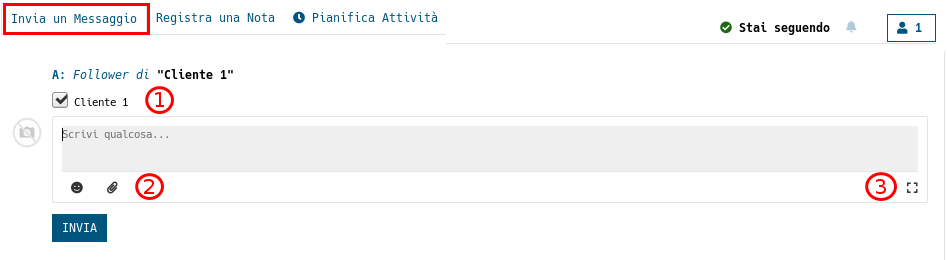 Invia un Messaggio Registra una Nota Pianifica Attività
Stai seguendo 1
A: Follower di "Cliente 1"
Cliente 1 1
Scrivi qualcosa...
2 3
INVIA